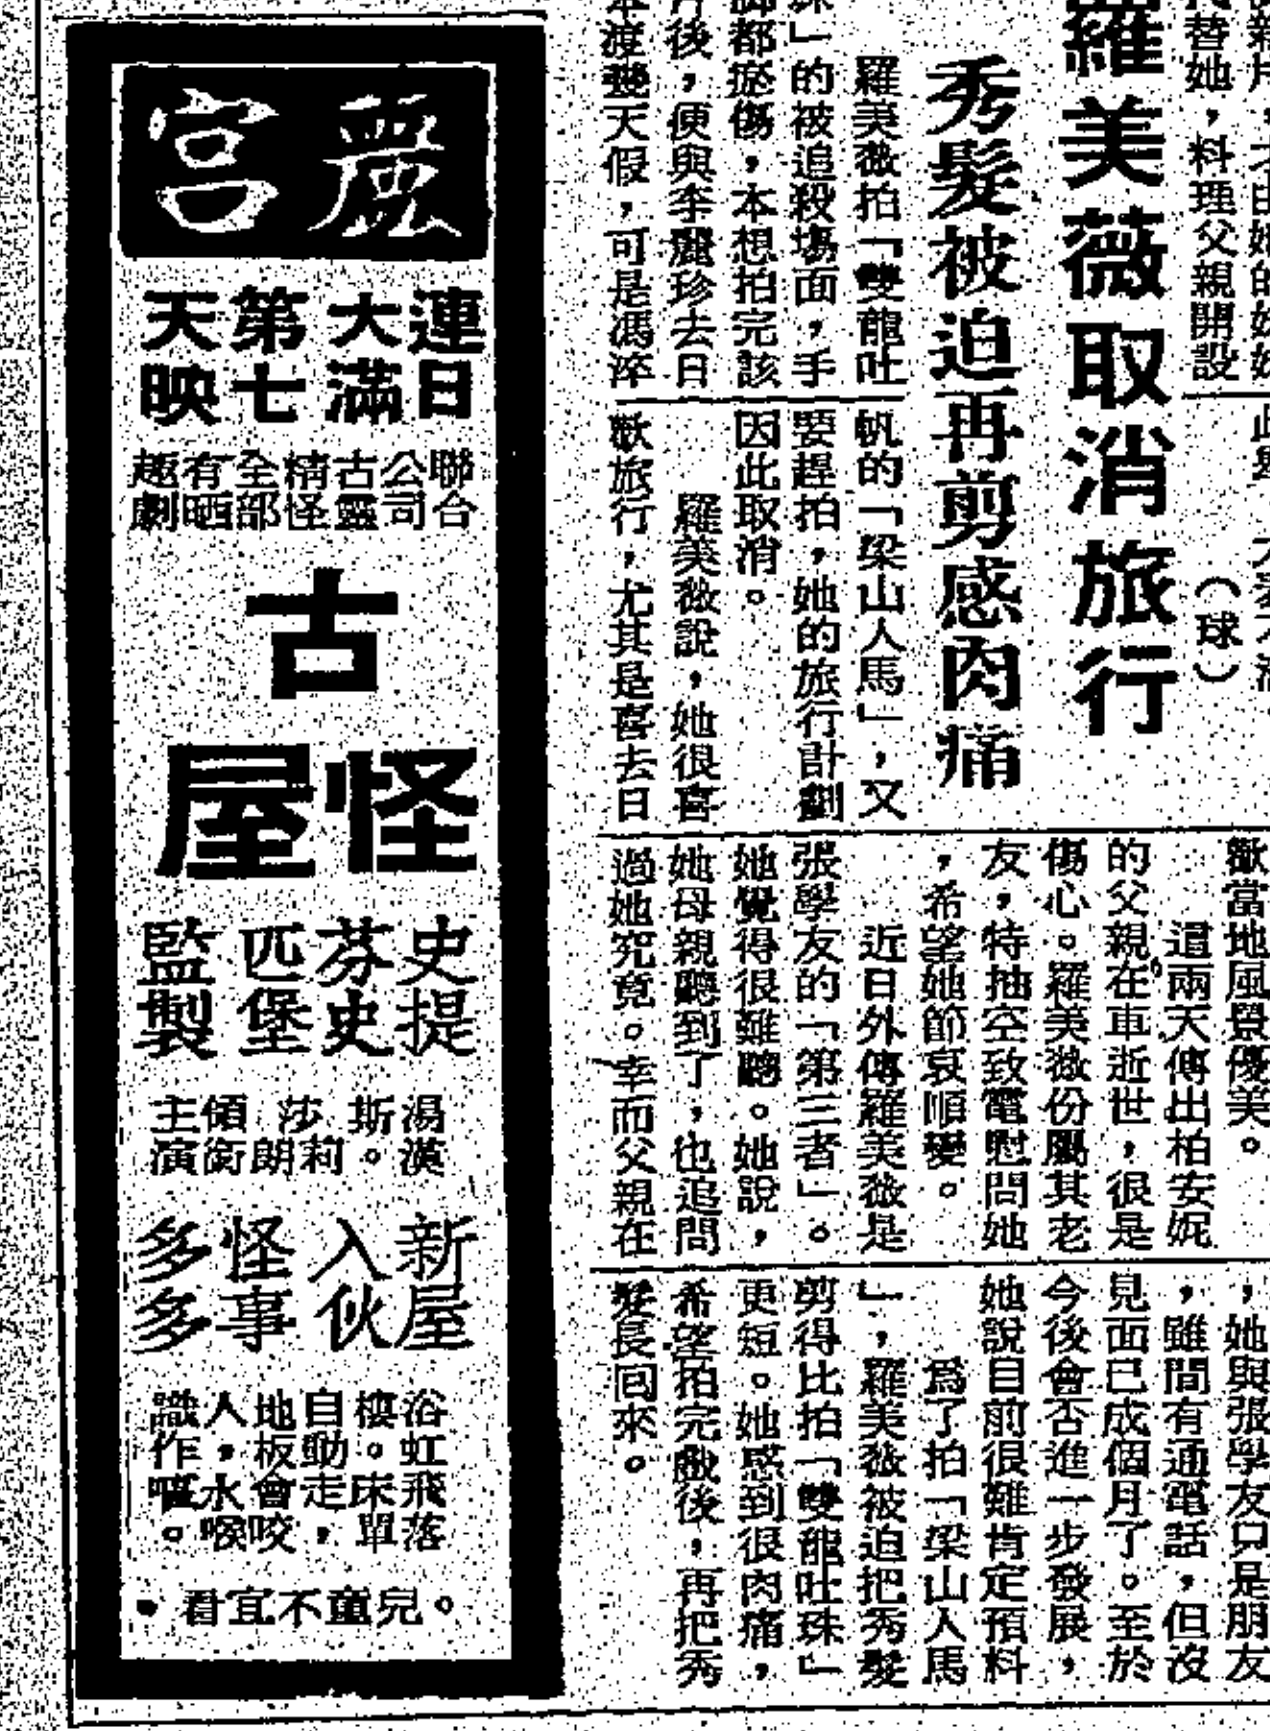 代替她，料理父親開設
（球）
羅美薇取消旅行
秀髮被迫再剪感肉痛
羅美薇拍「雙龍吐
珠」的被追殺場面，手
脚都瘀傷，本想拍完該
片後，便與李麗珍去日
本渡幾天假，可是馮淬
帆的「梁山人馬」，又
要趕拍，她的旅行計劃
因此取消。
羅美薇說，她很喜
歡旅行，尤其是喜去日
歡當地風景優美。
這兩天傳出柏安妮
的父親在車逝世，很是
傷心。羅美薇份屬其老
友，特抽空致電慰問她
，希望她節哀順變。
近日外傳羅美薇是
張學友的「第三者」。
她覺得很難聽。她說，
她母親聽到了，也追問
過她究竟。幸而父親在
，她與張學友只是朋友
，雖間有通電話，但沒
見面已成個月了。至於
今後會否進一步發展，
她說目前很難肯定預料
為了拍「梁山人馬
」，羅美薇被迫把秀髮
剪得比拍「雙龍吐珠」
更短。她感到很肉痛，
希望拍完戲後，再把秀
髮長回來。
麗宮
連日大滿第七天映
聯合公司古靈精怪全部有晒趣劇
古
怪屋
史提芬史匹堡監製
湯漢斯。莎莉朗領銜主演
新屋入伙怪事多多
浴虹飛落樓。床單自動走，地板會咬人，水喉識作嘔。
。兒童不宜看•